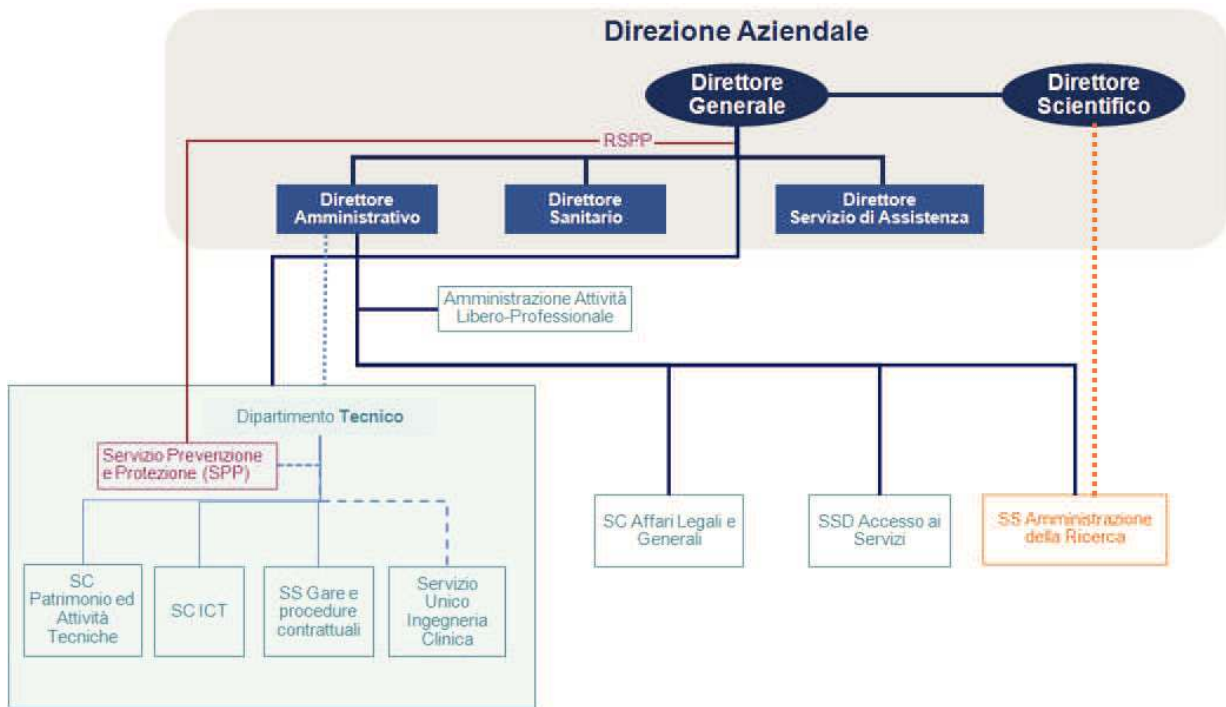 Direzione Aziendale
Direttore
Generale
Direttore
Scientifico
RSPP
Direttore
Amministrativo
Direttore
Sanitario
Direttore
Servizio di Assistenza
Amministrazione Attività
Libero-Professionale
Dipartimento Tecnico
Servizio Prevenzione
e Protezione (SPP)
SC Affari Legali e
Generali
SSD Accesso ai
Servizi
SS Amministrazione
della Ricerca
SC
Patrimonio ed
Attività
Tecniche
SC ICT
SS Gare e
procedure
contrattuali
Servizio
Unico
Ingegneria
Clinica